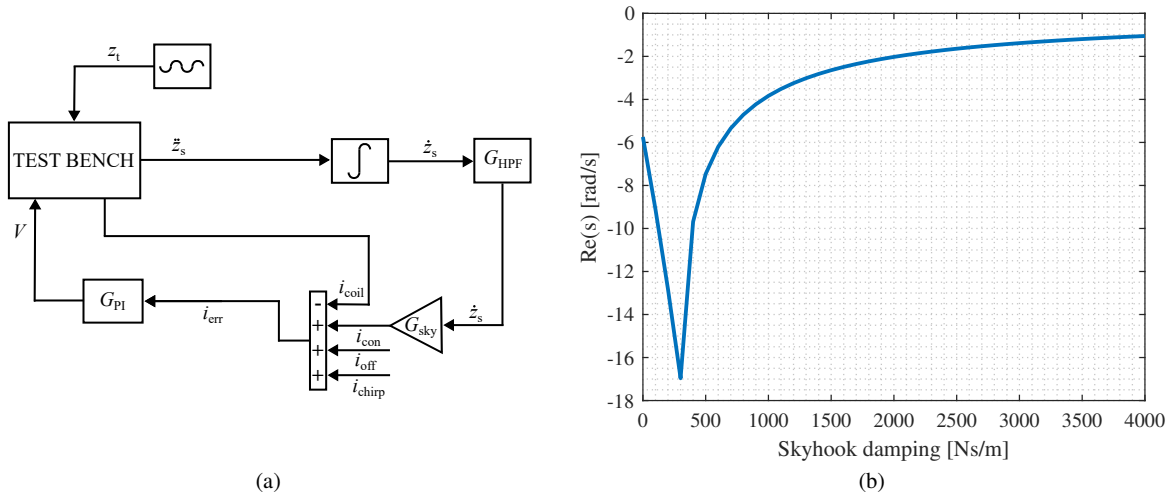 z_t
TEST BENCH
z̈_s
ż_s
G_HPF
V
G_PI
i_err
i_coil
-
+
+
+
G_sky
ż_s
i_con
i_off
i_chirp
(a)
Re(s) [rad/s]
0
-2
-4
-6
-8
-10
-12
-14
-16
-18
0 500 1000 1500 2000 2500 3000 3500 4000
Skyhook damping [Ns/m]
(b)